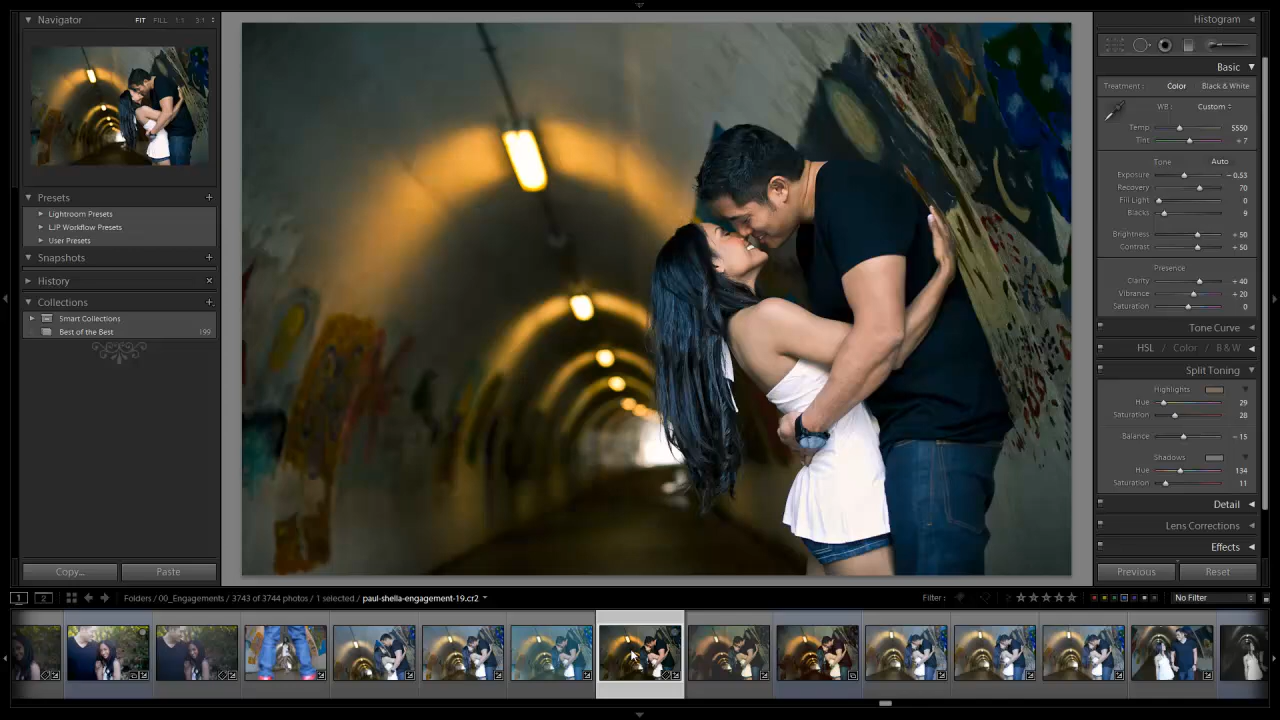 Navigator FIT FILL 1:1 3:1
Presets +
Lightroom Presets
LJP Workflow Presets
User Presets
Snapshots +
History ×
Collections +
Smart Collections
Best of the Best 199
Copy... Paste
Histogram
Basic
Treatment : Color Black & White
WB : Custom
Temp 5550
Tint + 7
Tone Auto
Exposure - 0.53
Recovery 70
Fill Light 0
Blacks 9
Brightness + 50
Contrast + 50
Presence
Clarity + 40
Vibrance + 20
Saturation 0
Tone Curve
HSL / Color / B & W
Split Toning
Highlights
Hue 29
Saturation 28
Balance - 15
Shadows
Hue 134
Saturation 11
Detail
Lens Corrections
Effects
Previous Reset
1 2 Folders / 00_Engagements / 3743 of 3744 photos / 1 selected / paul-sheila-engagement-19.cr2 Filter : No Filter